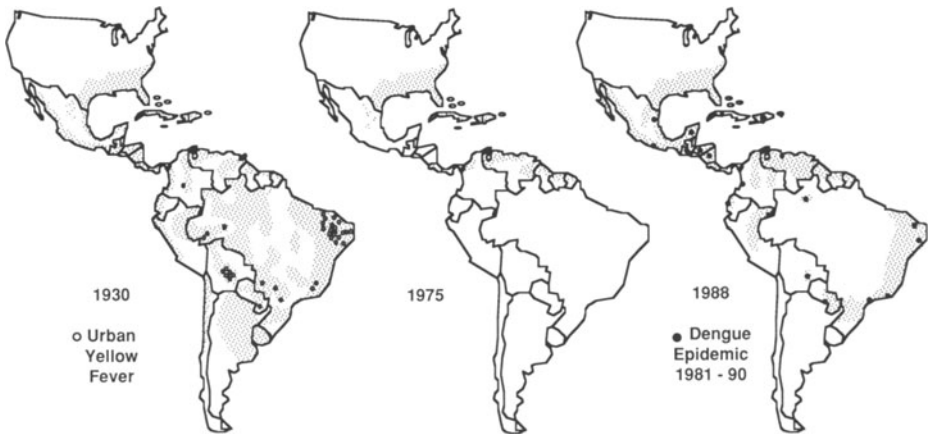 1930
○ Urban
Yellow
Fever
1975
1988
● Dengue
Epidemic
1981 - 90